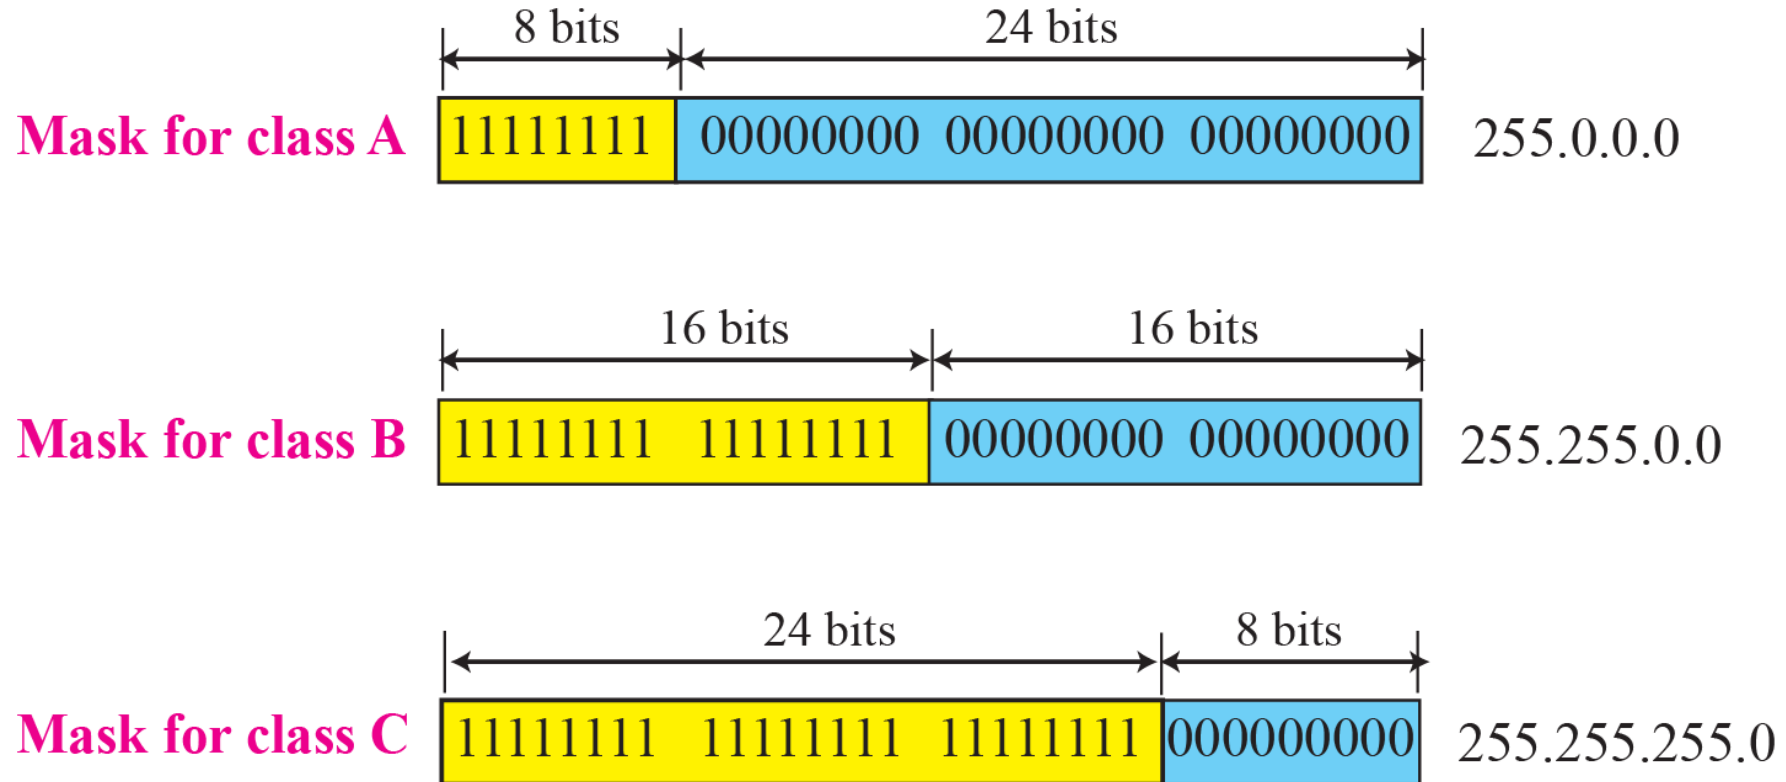 8 bits 24 bits
Mask for class A 11111111 00000000 00000000 00000000 255.0.0.0
16 bits 16 bits
Mask for class B 11111111 11111111 00000000 00000000 255.255.0.0
24 bits 8 bits
Mask for class C 11111111 11111111 11111111 000000000 255.255.255.0